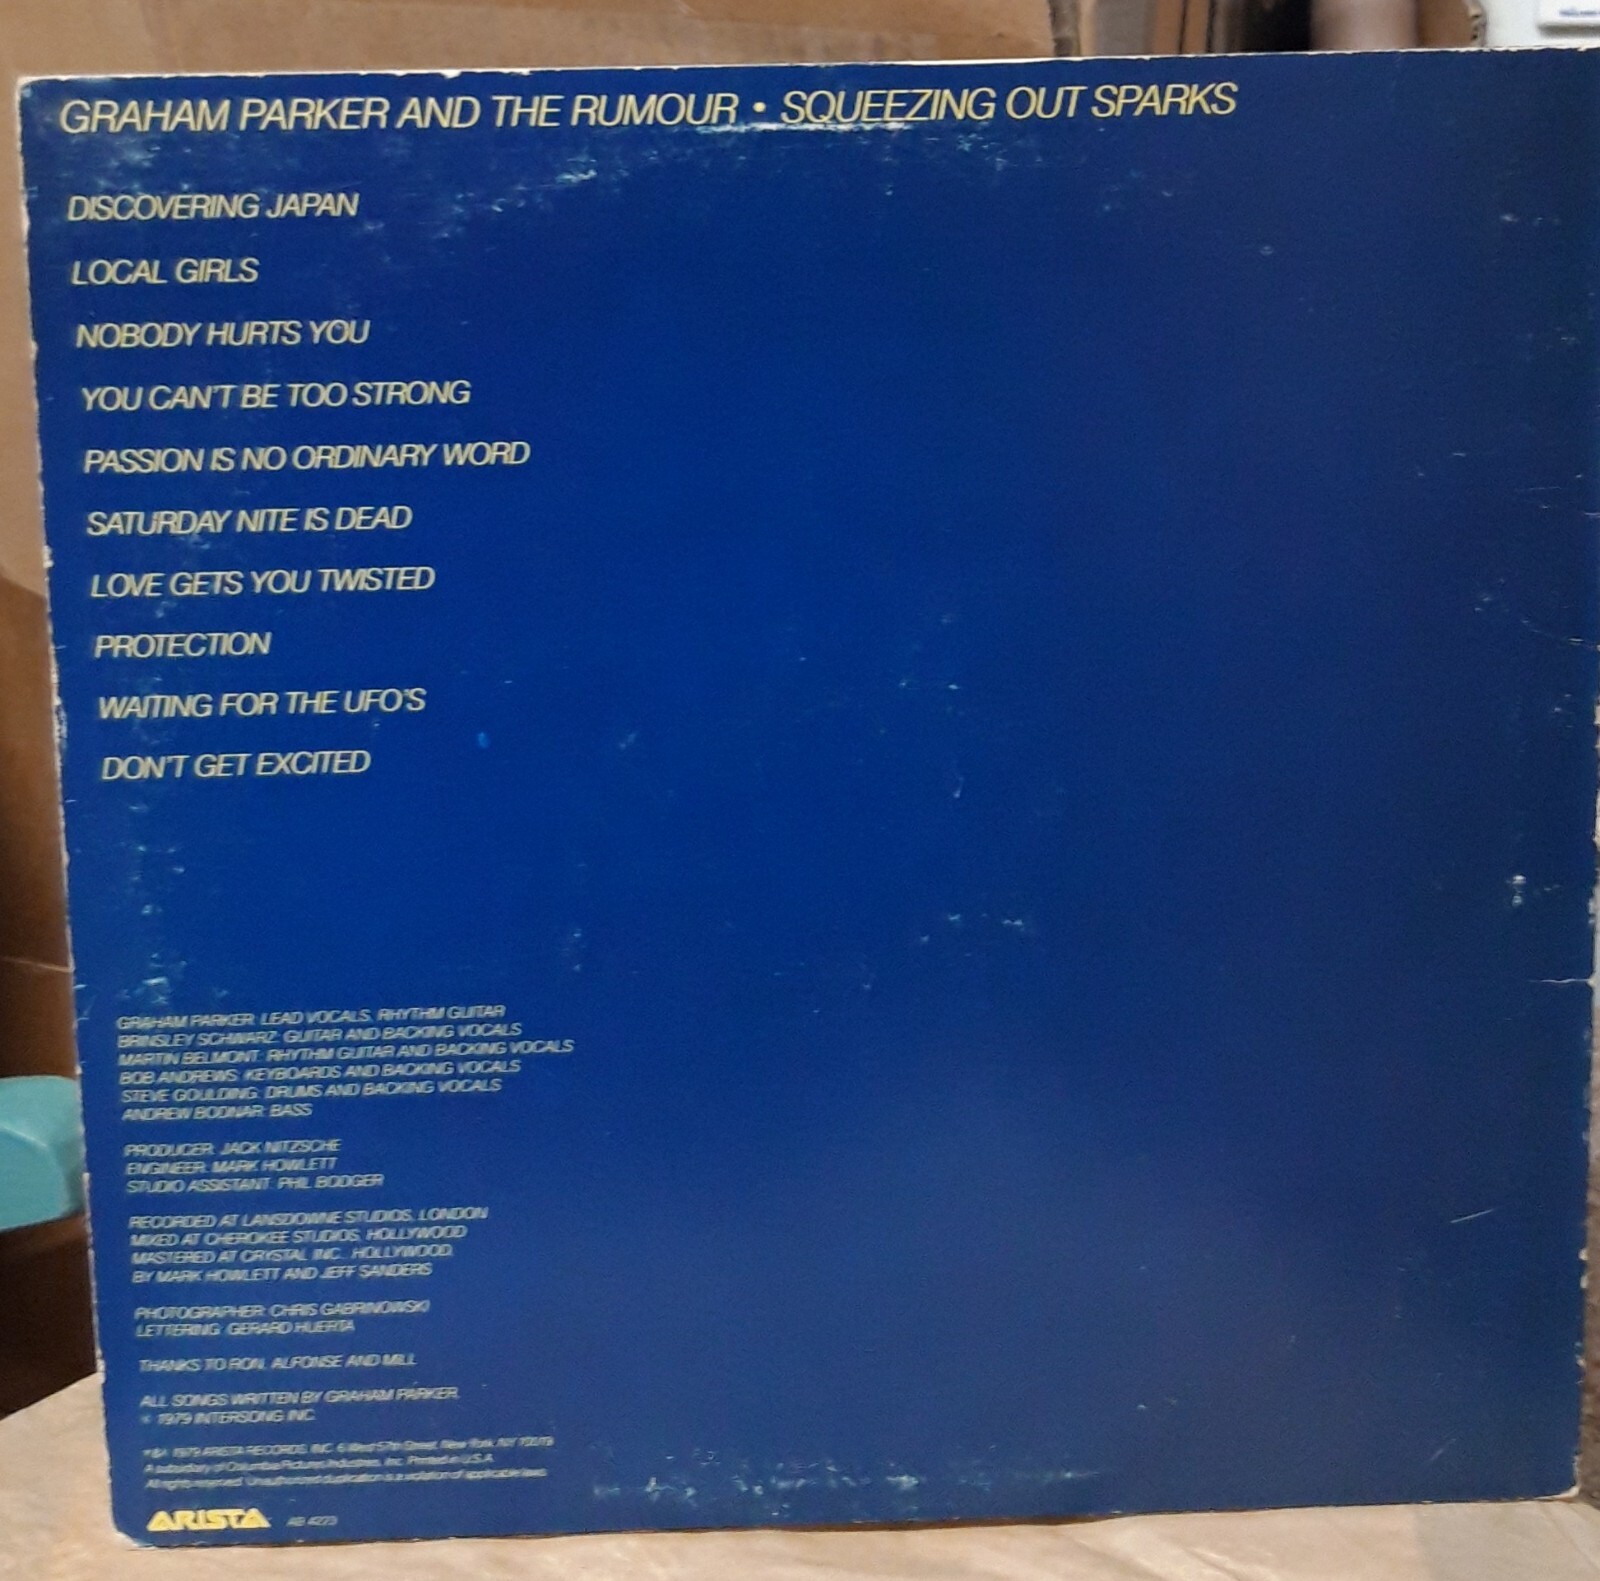 GRAHAM PARKER AND THE RUMOUR • SQUEEZING OUT SPARKS
DISCOVERING JAPAN
LOCAL GIRLS
NOBODY HURTS YOU
YOU CAN'T BE TOO STRONG
PASSION IS NO ORDINARY WORD
SATURDAY NITE IS DEAD
LOVE GETS YOU TWISTED
PROTECTION
WAITING FOR THE UFO'S
DON'T GET EXCITED
GRAHAM PARKER: LEAD VOCALS, RHYTHM GUITAR
BRINSLEY SCHWARZ: GUITAR AND BACKING VOCALS
MARTIN BELMONT: RHYTHM GUITAR AND BACKING VOCALS
BOB ANDREWS: KEYBOARDS AND BACKING VOCALS
STEVE GOULDING: DRUMS AND BACKING VOCALS
ANDREW BODNAR: BASS
PRODUCER: JACK NITZSCHE
ENGINEER: MARK HOWLETT
STUDIO ASSISTANT: PHIL BODGER
RECORDED AT LANSDOWNE STUDIOS, LONDON
MIXED AT CHEROKEE STUDIOS, HOLLYWOOD
MASTERED AT CRYSTAL INC., HOLLYWOOD,
BY MARK HOWLETT AND JEFF SANDERS
PHOTOGRAPHER: CHRIS GABRINOWSKI
LETTERING: GERARD HUERTA
THANKS TO RON, ALFONSE AND MILL
ALL SONGS WRITTEN BY GRAHAM PARKER.
© 1979 INTERSONG INC.
1979 ARISTA RECORDS, INC. 6 West 57th Street, New York, NY 10019
A subsidiary of Columbia Pictures Industries, Inc. Printed in U.S.A.
All rights reserved. Unauthorized duplication is a violation of applicable laws.
ARISTA AB 4223